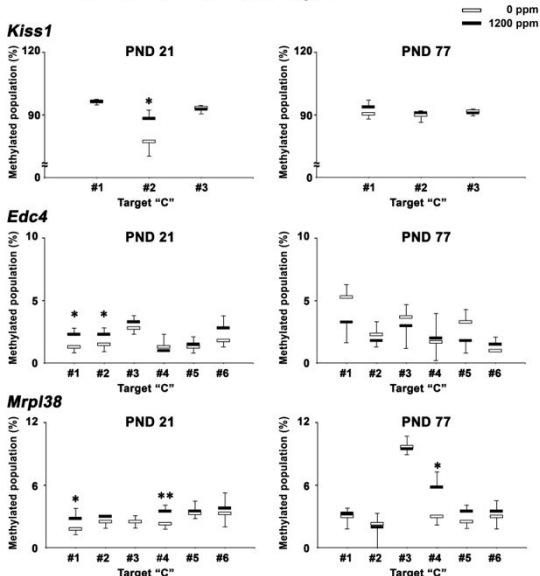 0 ppm
1200 ppm
Kiss1
PND 21
PND 77
Methylated population (%)
120
90
0
*
#1 #2 #3
Target "C"
Methylated population (%)
120
90
0
#1 #2 #3
Target "C"
Edc4
PND 21
PND 77
Methylated population (%)
10
5
0
* *
#1 #2 #3 #4 #5 #6
Target "C"
Methylated population (%)
10
5
0
#1 #2 #3 #4 #5 #6
Target "C"
Mrpl38
PND 21
PND 77
Methylated population (%)
12
6
0
* **
#1 #2 #3 #4 #5 #6
Target "C"
Methylated population (%)
12
6
0
*
#1 #2 #3 #4 #5 #6
Target "C"